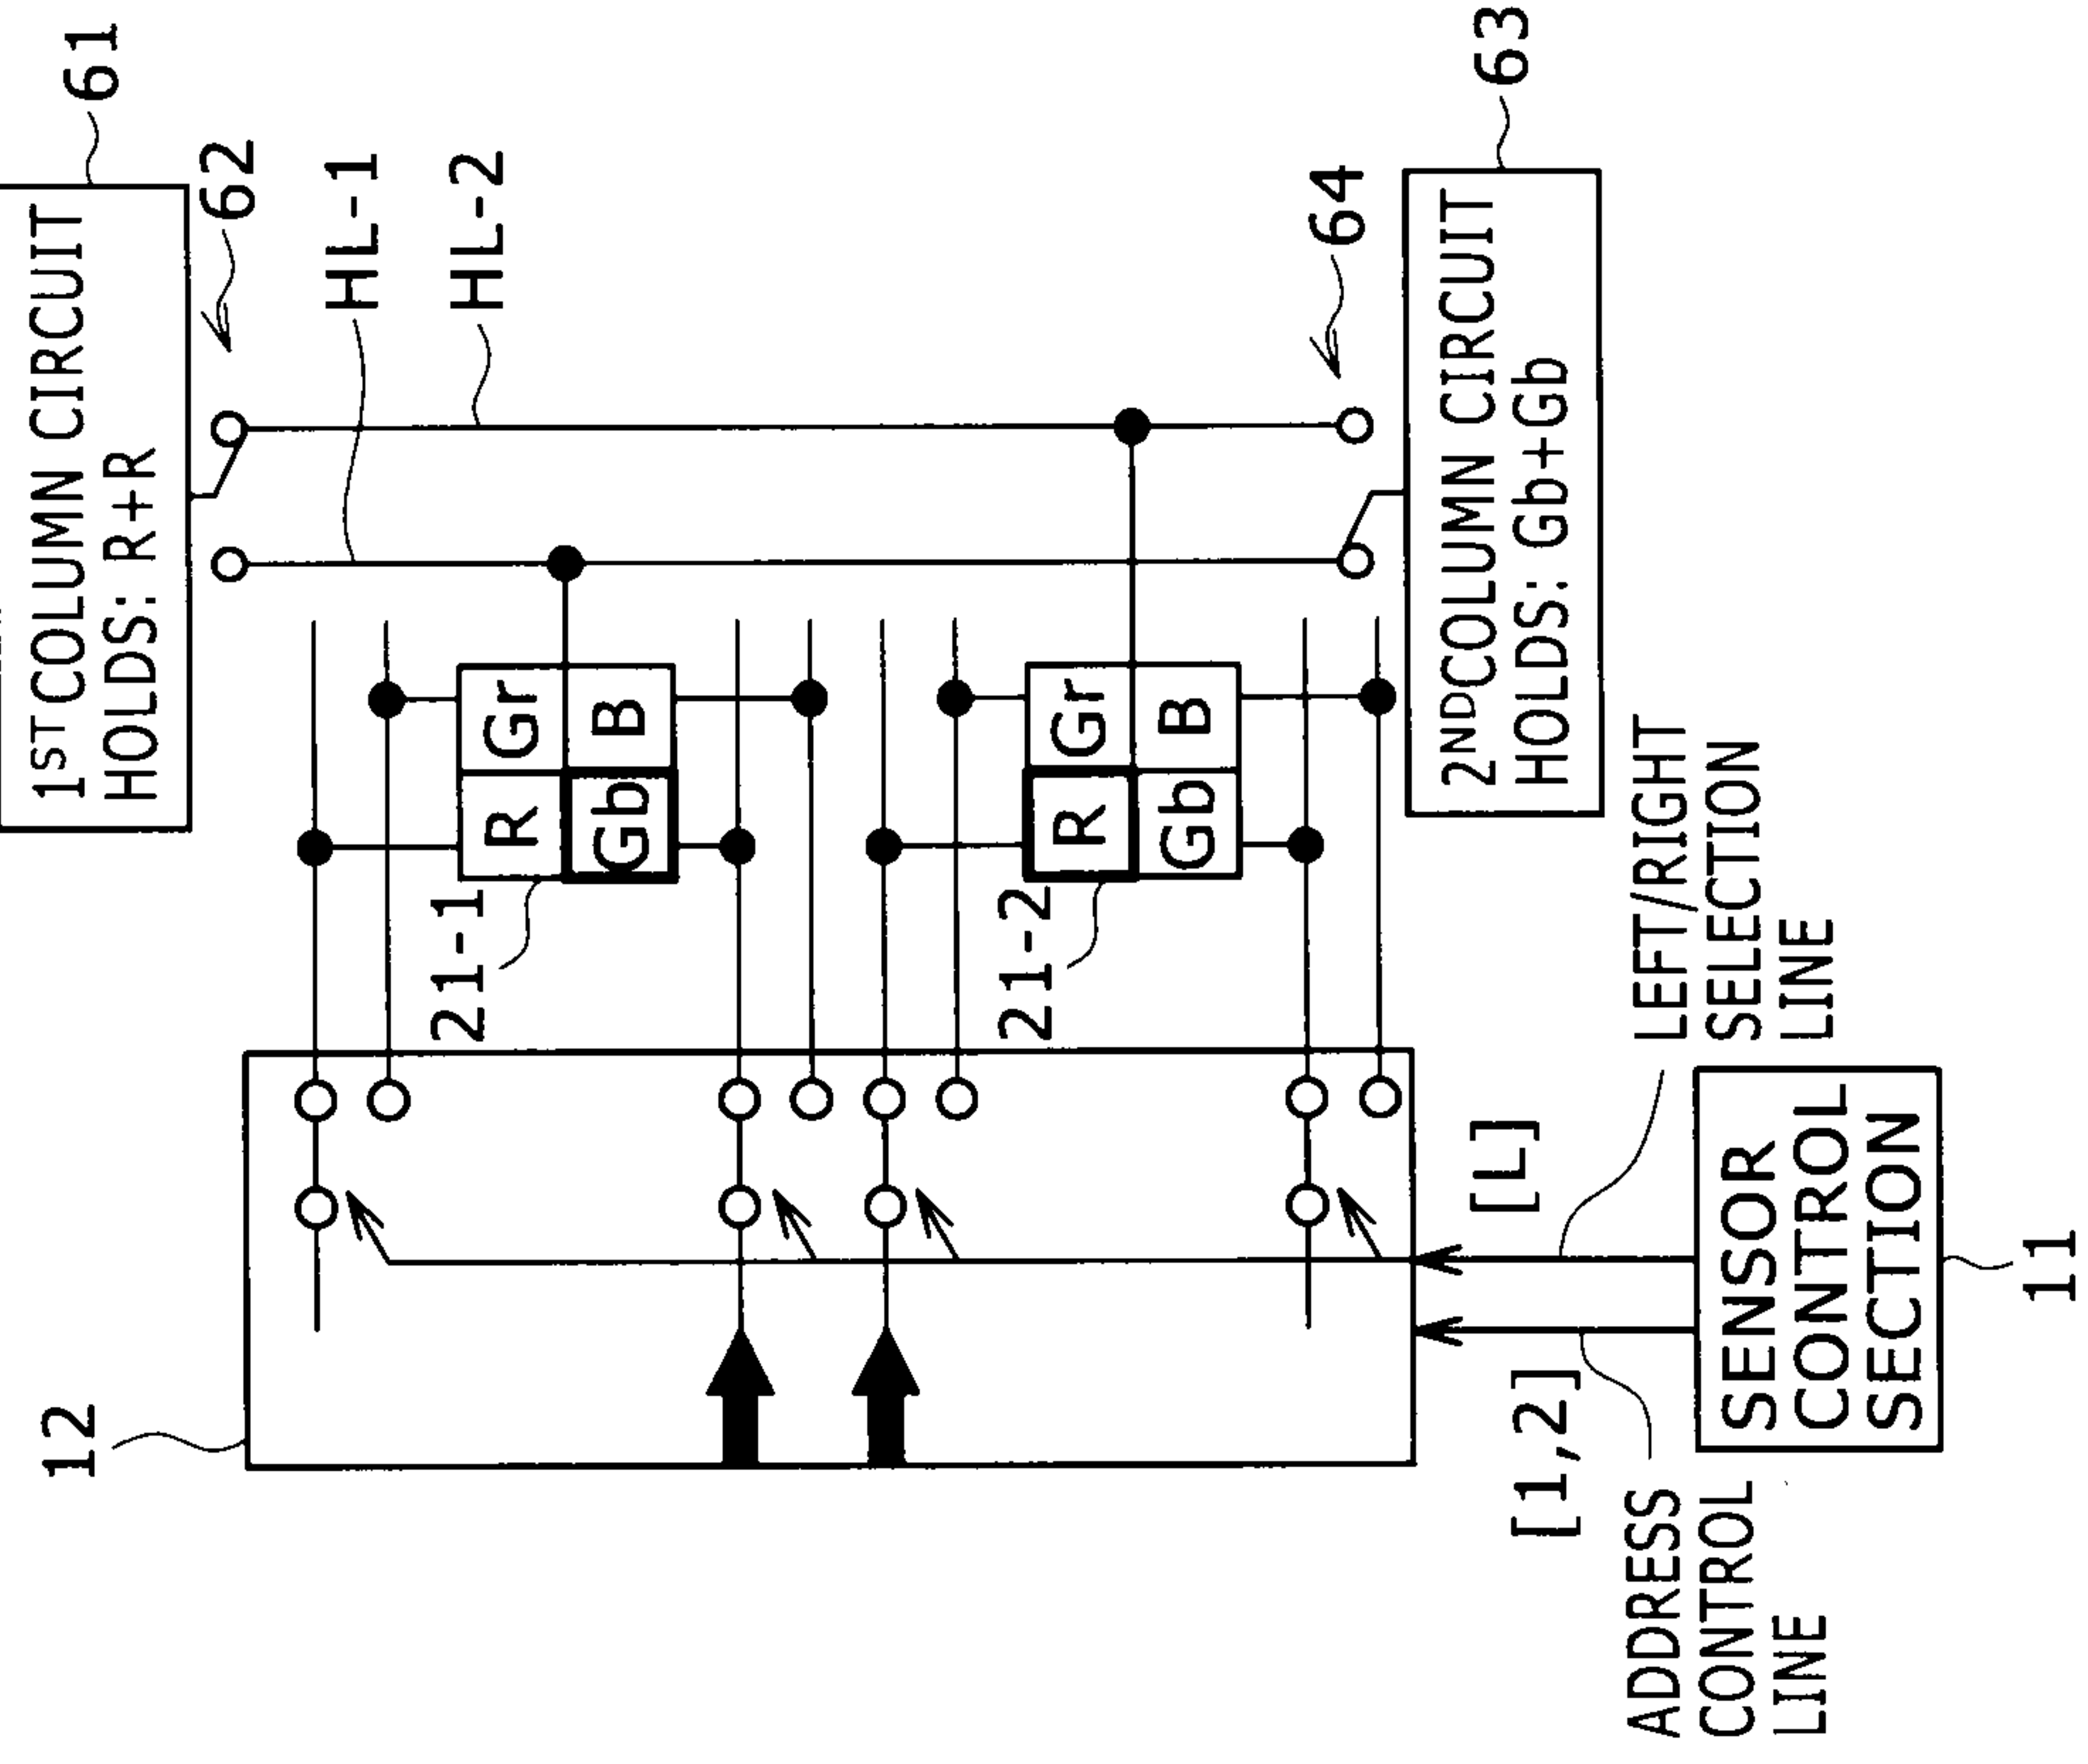 1ST COLUMN CIRCUIT
HOLDS: R+R
61
62
HL-1
HL-2
21-1
R
Gr
Gb
B
21-2
R
Gr
Gb
B
64
2ND COLUMN CIRCUIT
HOLDS: Gb+Gb
63
12
[L]
LEFT/RIGHT
SELECTION
LINE
[1,2]
ADDRESS
CONTROL
LINE
SENSOR
CONTROL
SECTION
11